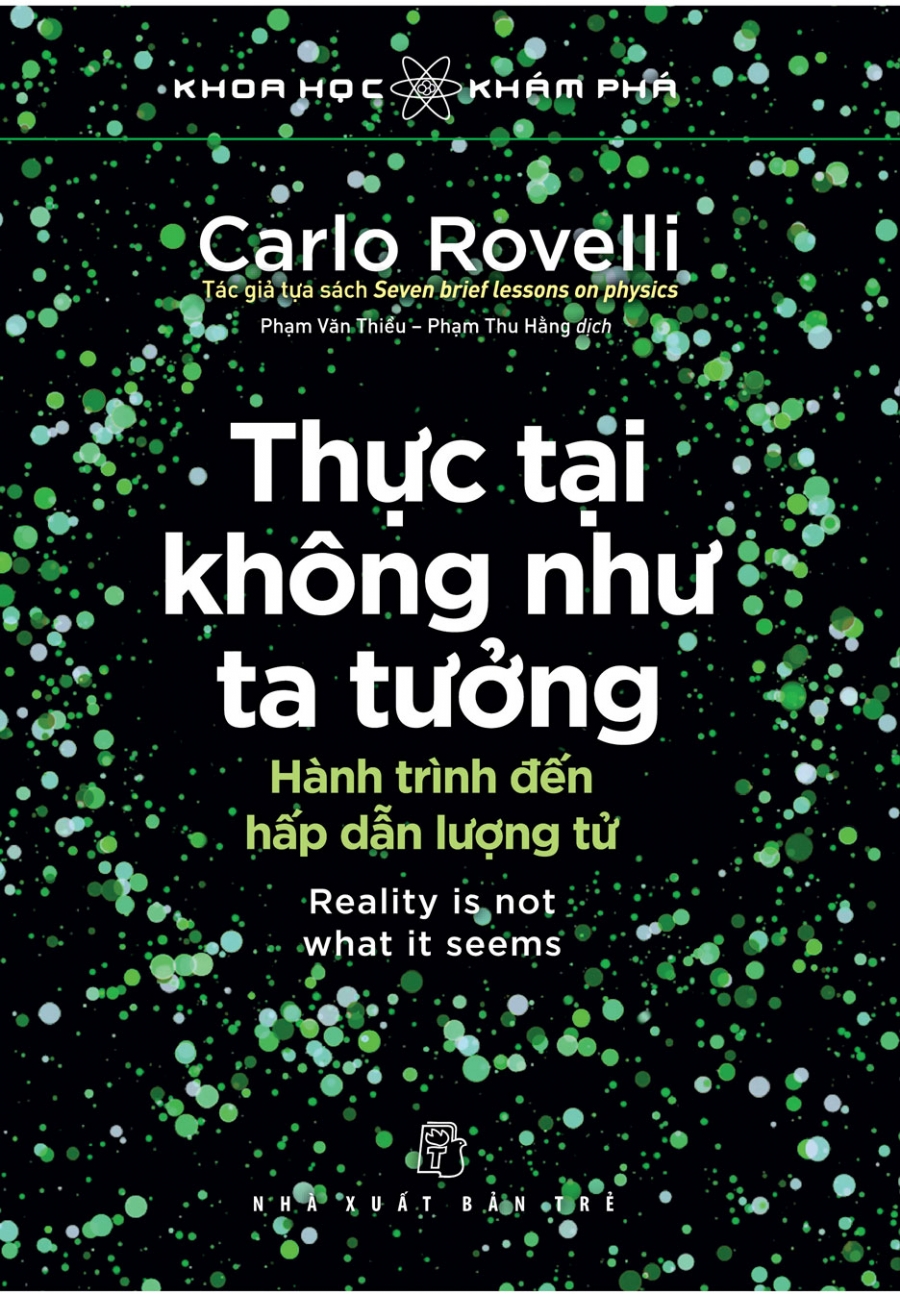 KHOA HỌC KHÁM PHÁ
Carlo Rovelli
Tác giả tựa sách Seven brief lessons on physics
Phạm Văn Thiều – Phạm Thu Hằng dịch
Thực tại
không như
ta tưởng
Hành trình đến
hấp dẫn lượng tử
Reality is not
what it seems
T
NHÀ XUẤT BẢN TRẺ